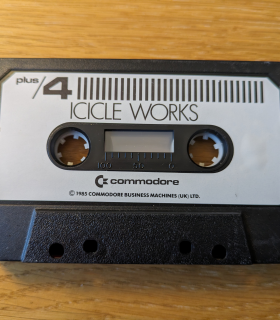 plus/4
ICICLE WORKS
100 50 0
commodore
© 1985 COMMODORE BUSINESS MACHINES (UK) LTD.